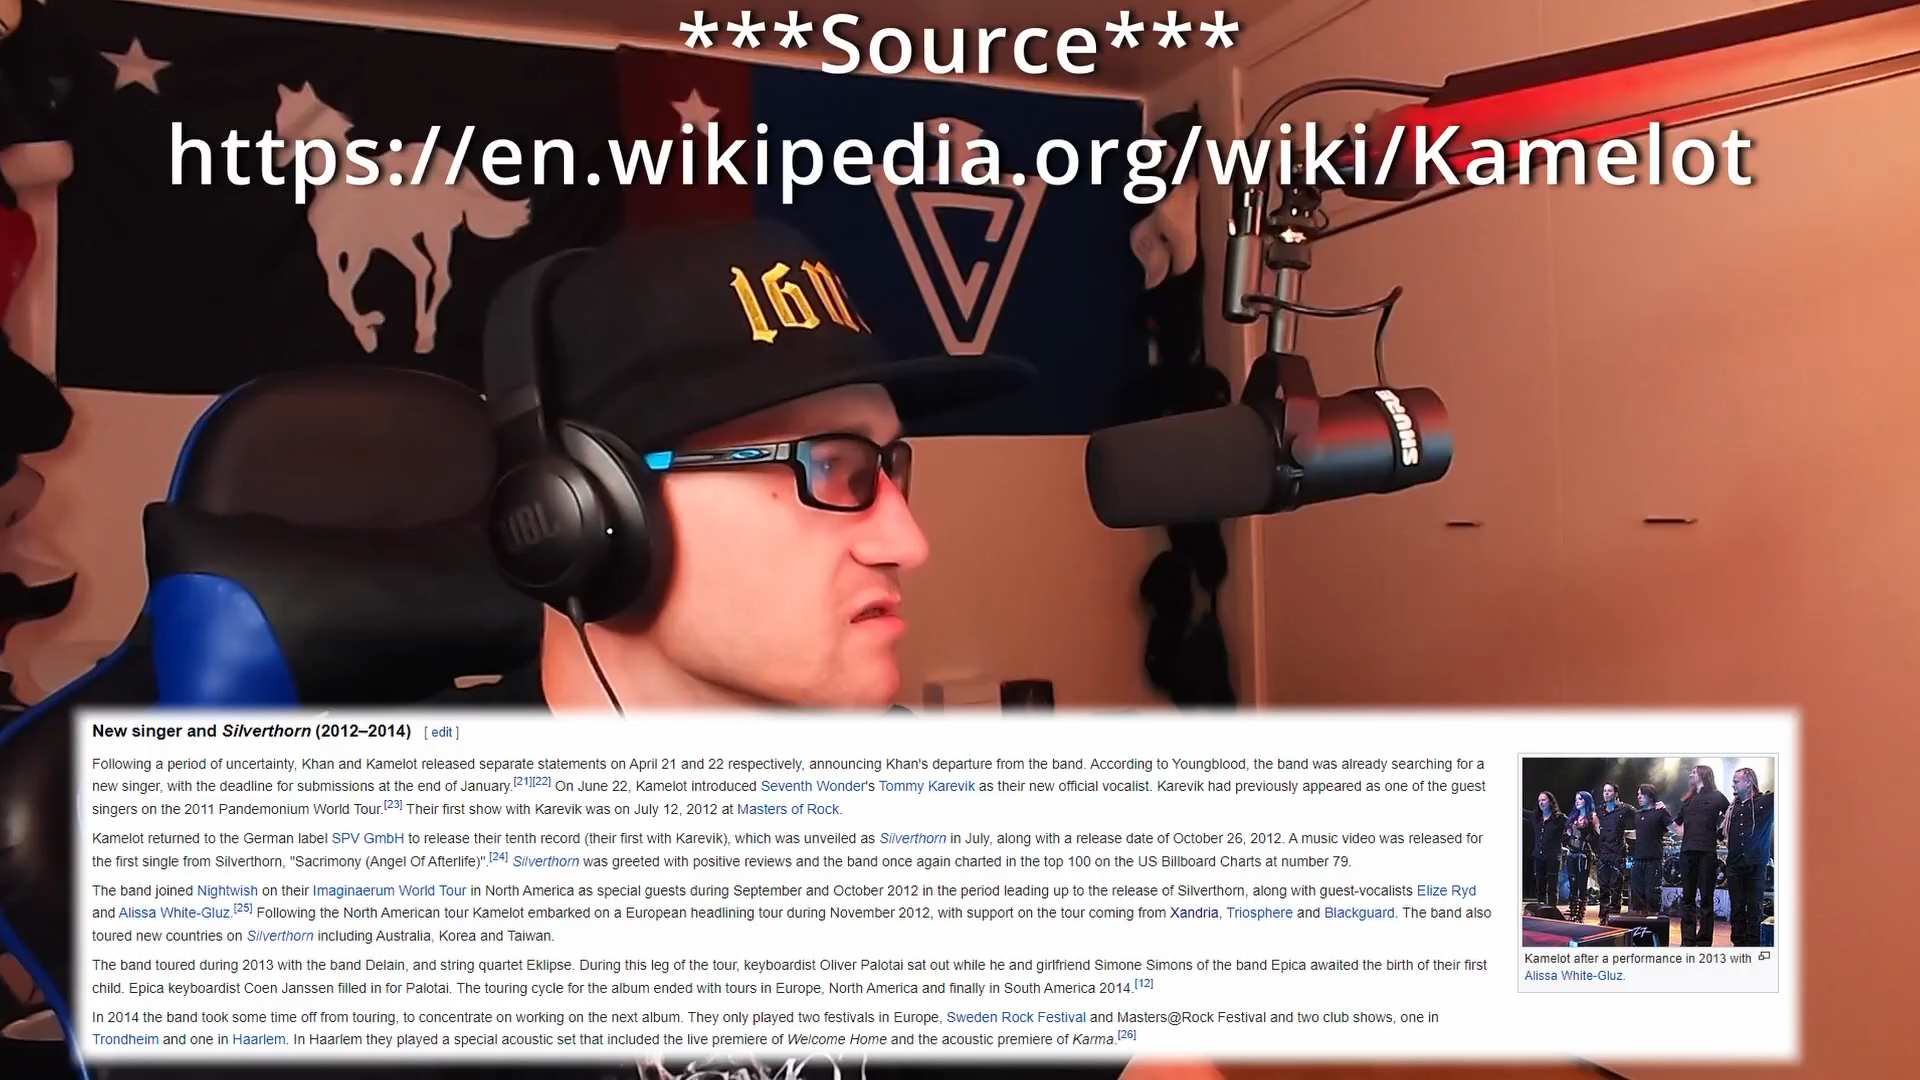 ***Source***
https://en.wikipedia.org/wiki/Kamelot
SHURE
JBL
New singer and Silverthorn (2012–2014) [ edit ]
Following a period of uncertainty, Khan and Kamelot released separate statements on April 21 and 22 respectively, announcing Khan's departure from the band. According to Youngblood, the band was already searching for a
new singer, with the deadline for submissions at the end of January.[21][22] On June 22, Kamelot introduced Seventh Wonder's Tommy Karevik as their new official vocalist. Karevik had previously appeared as one of the guest
singers on the 2011 Pandemonium World Tour.[23] Their first show with Karevik was on July 12, 2012 at Masters of Rock.
Kamelot returned to the German label SPV GmbH to release their tenth record (their first with Karevik), which was unveiled as Silverthorn in July, along with a release date of October 26, 2012. A music video was released for
the first single from Silverthorn, "Sacrimony (Angel Of Afterlife)".[24] Silverthorn was greeted with positive reviews and the band once again charted in the top 100 on the US Billboard Charts at number 79.
The band joined Nightwish on their Imaginaerum World Tour in North America as special guests during September and October 2012 in the period leading up to the release of Silverthorn, along with guest-vocalists Elize Ryd
and Alissa White-Gluz.[25] Following the North American tour Kamelot embarked on a European headlining tour during November 2012, with support on the tour coming from Xandria, Triosphere and Blackguard. The band also
toured new countries on Silverthorn including Australia, Korea and Taiwan.
The band toured during 2013 with the band Delain, and string quartet Eklipse. During this leg of the tour, keyboardist Oliver Palotai sat out while he and girlfriend Simone Simons of the band Epica awaited the birth of their first
child. Epica keyboardist Coen Janssen filled in for Palotai. The touring cycle for the album ended with tours in Europe, North America and finally in South America 2014.[12]
In 2014 the band took some time off from touring, to concentrate on working on the next album. They only played two festivals in Europe, Sweden Rock Festival and Masters@Rock Festival and two club shows, one in
Trondheim and one in Haarlem. In Haarlem they played a special acoustic set that included the live premiere of Welcome Home and the acoustic premiere of Karma.[26]
Kamelot after a performance in 2013 with
Alissa White-Gluz.